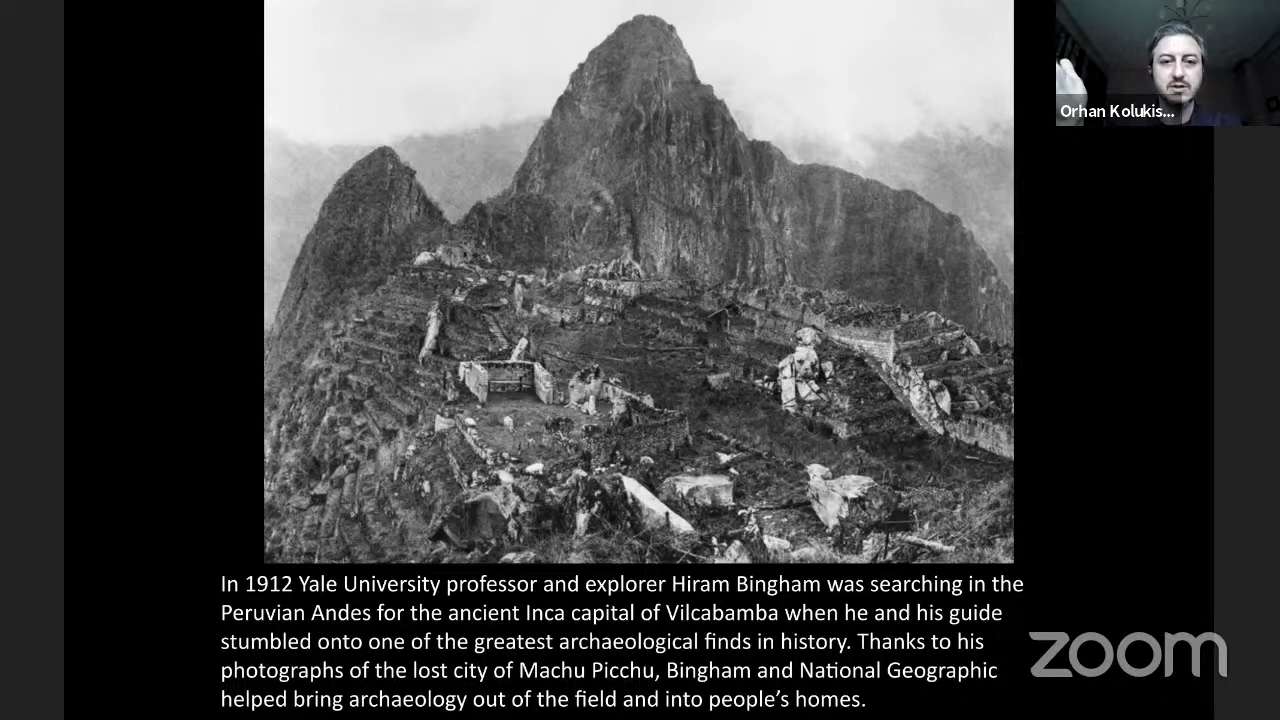 Orhan Kolukis...
In 1912 Yale University professor and explorer Hiram Bingham was searching in the
Peruvian Andes for the ancient Inca capital of Vilcabamba when he and his guide
stumbled onto one of the greatest archaeological finds in history. Thanks to his
photographs of the lost city of Machu Picchu, Bingham and National Geographic
helped bring archaeology out of the field and into people’s homes.
zoom